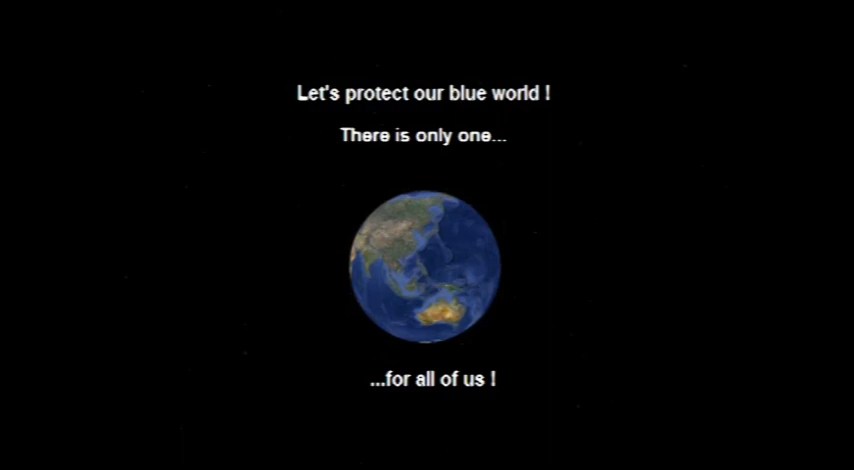 Let's protect our blue world !
There is only one...
...for all of us !